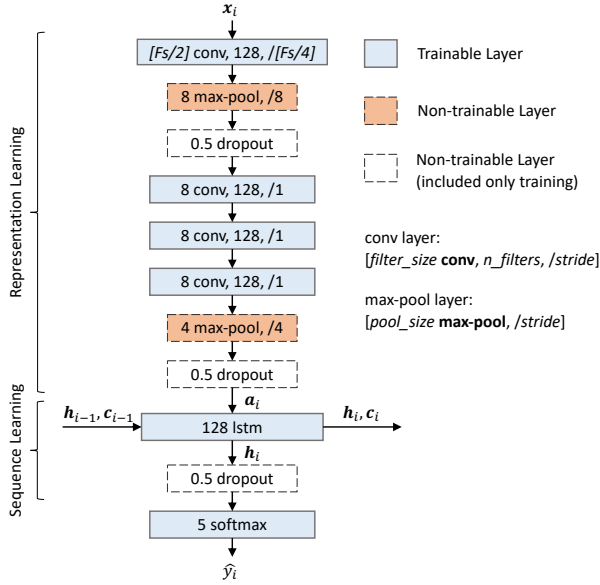 x_i
[Fs/2] conv, 128, /[Fs/4]
8 max-pool, /8
0.5 dropout
8 conv, 128, /1
8 conv, 128, /1
8 conv, 128, /1
4 max-pool, /4
0.5 dropout
a_i
h_{i−1}, c_{i−1}
128 lstm
h_i, c_i
h_i
0.5 dropout
5 softmax
ŷ_i
Representation Learning
Sequence Learning
Trainable Layer
Non-trainable Layer
Non-trainable Layer
(included only training)
conv layer:
[filter_size conv, n_filters, /stride]
max-pool layer:
[pool_size max-pool, /stride]